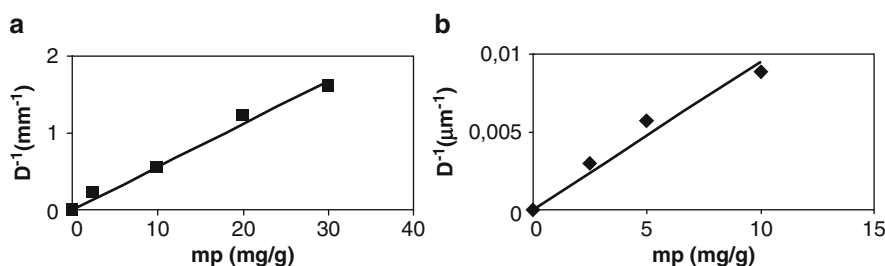 a
2
1
0
D⁻¹(mm⁻¹)
0 10 20 30 40
mp (mg/g)
b
0,01
0,005
0
D⁻¹(μm⁻¹)
0 5 10 15
mp (mg/g)